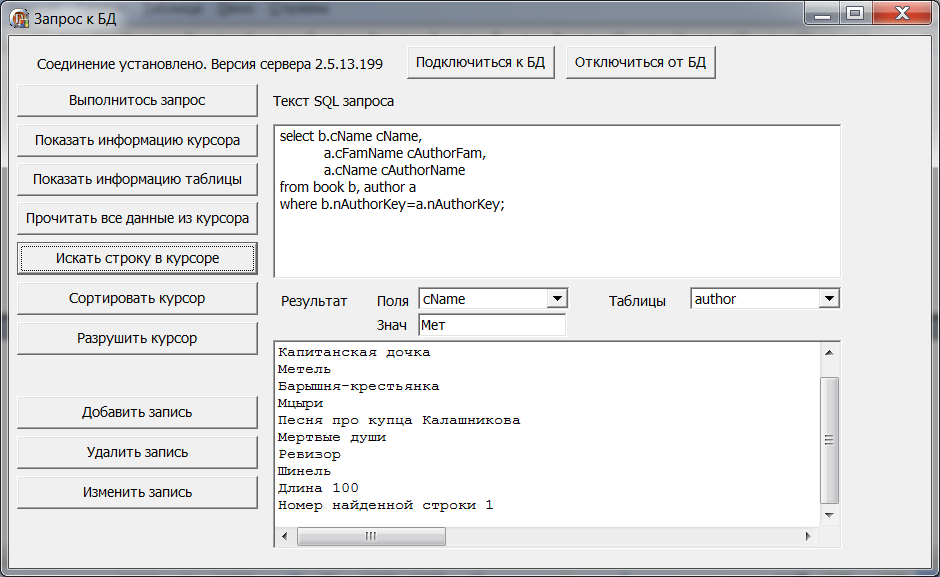 Запрос к БД
Соединение установлено. Версия сервера 2.5.13.199
Подключиться к БД
Отключиться от БД
Выполнитось запрос
Показать информацию курсора
Показать информацию таблицы
Прочитать все данные из курсора
Искать строку в курсоре
Сортировать курсор
Разрушить курсор
Добавить запись
Удалить запись
Изменить запись
Текст SQL запроса
select b.cName cName,
a.cFamName cAuthorFam,
a.cName cAuthorName
from book b, author a
where b.nAuthorKey=a.nAuthorKey;
Результат Поля cName Таблицы author
Знач Мет
Капитанская дочка
Метель
Барышня-крестьянка
Мцыри
Песня про купца Калашникова
Мертвые души
Ревизор
Шинель
Длина 100
Номер найденной строки 1